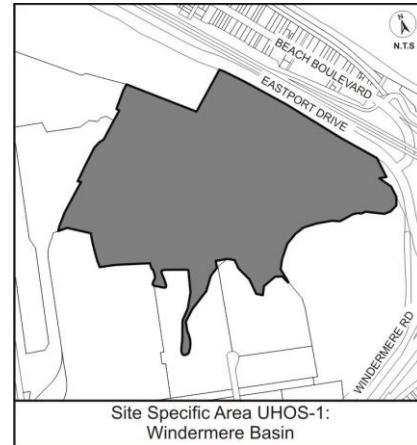 N
N.T.S
BEACH BOULEVARD
EASTPORT DRIVE
WINDERMERE RD
Site Specific Area UHOS-1:
Windermere Basin